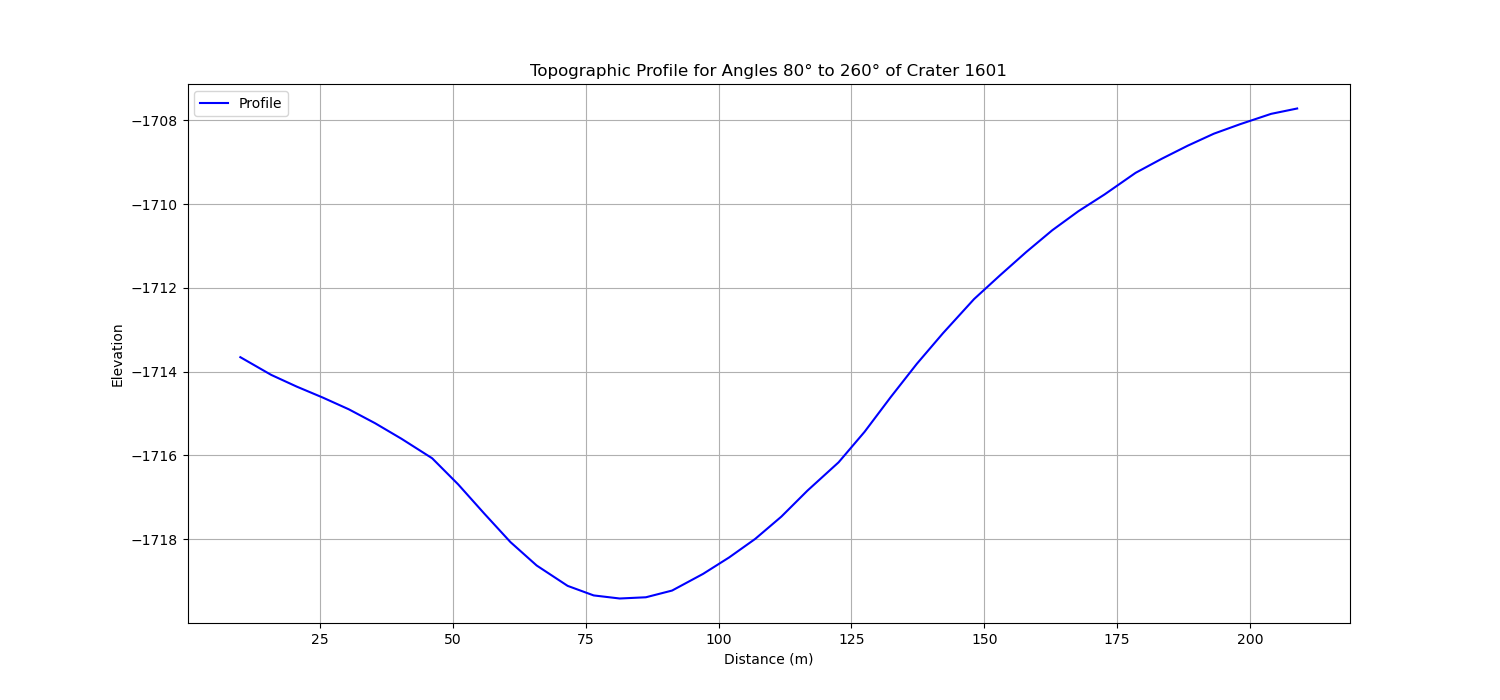 Topographic Profile for Angles 80° to 260° of Crater 1601
Profile
−1708
−1710
−1712
−1714
−1716
−1718
Elevation
25 50 75 100 125 150 175 200
Distance (m)